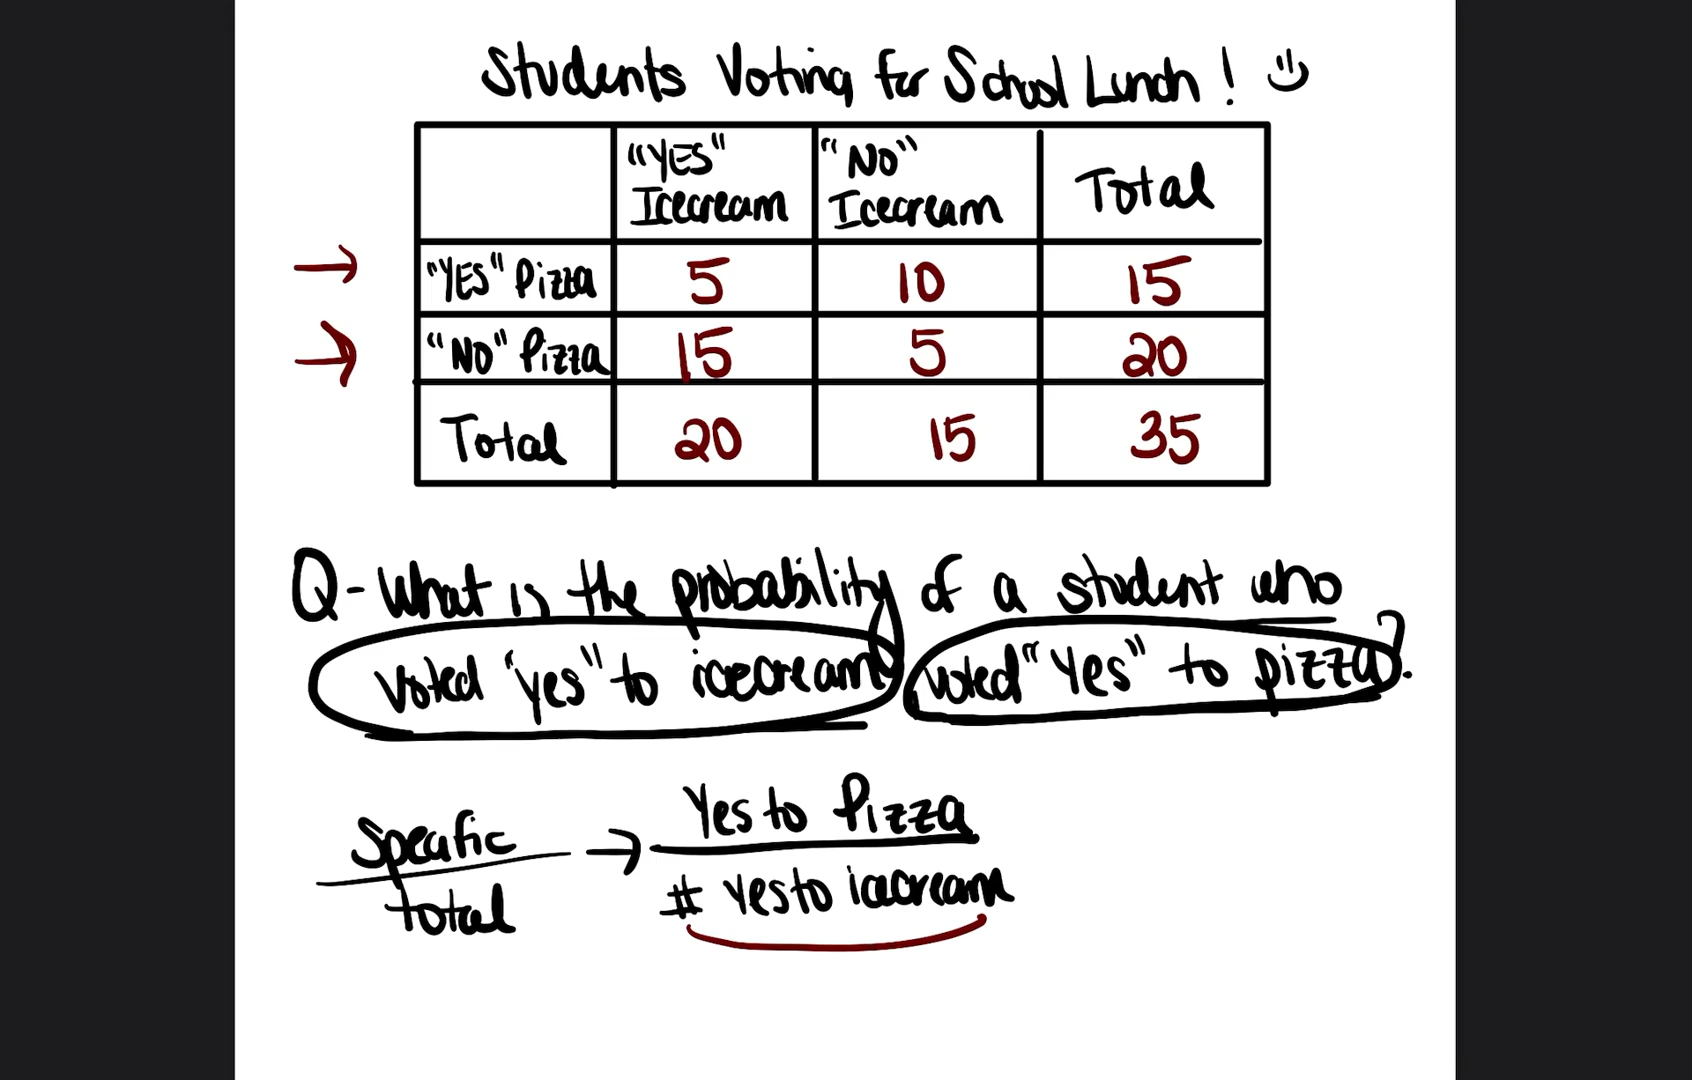 Students Voting for School Lunch ! :)
"YES" "NO"
Icecream Icecream Total
"YES" Pizza 5 10 15
"NO" Pizza 15 5 20
Total 20 15 35
Q- What is the probability of a student who
voted "yes" to icecream voted "Yes" to pizza?
Specific → Yes to Pizza
total # yes to icecream